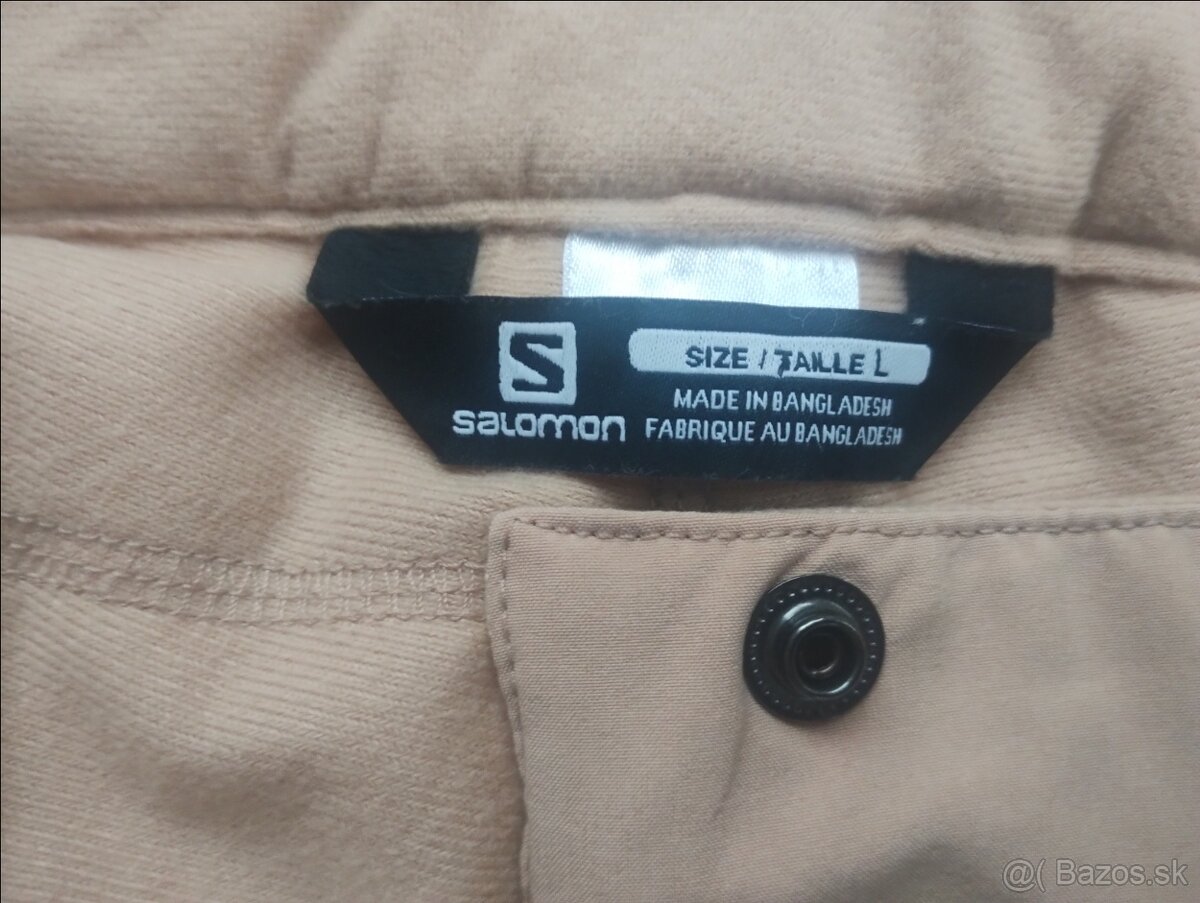 S
SALOMON
SIZE / TAILLE L
MADE IN BANGLADESH
FABRIQUE AU BANGLADESH
@( Bazos.sk